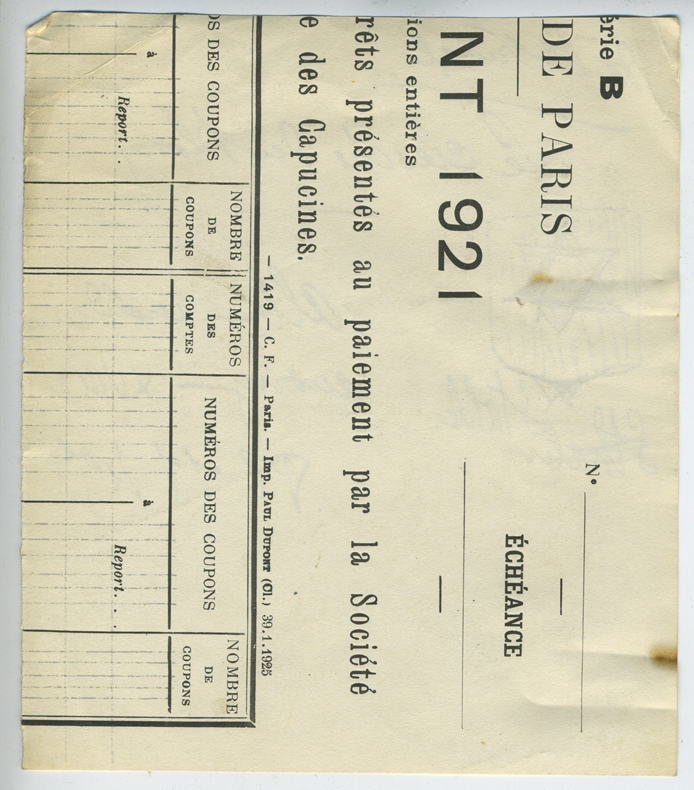 érie B
DE PARIS
N°
ÉCHÉANCE
NT 1921
ions entières
rêts présentés au paiement par la Société
e des Capucines.
— 1419 — C. F. — Paris. — Imp. PAUL DUPONT (Cl.) 39.1.1925
OS DES COUPONS
NOMBRE DE COUPONS
NUMÉROS DES COMPTES
NUMÉROS DES COUPONS
NOMBRE DE COUPONS
à
à
Report. . .
Report. . .